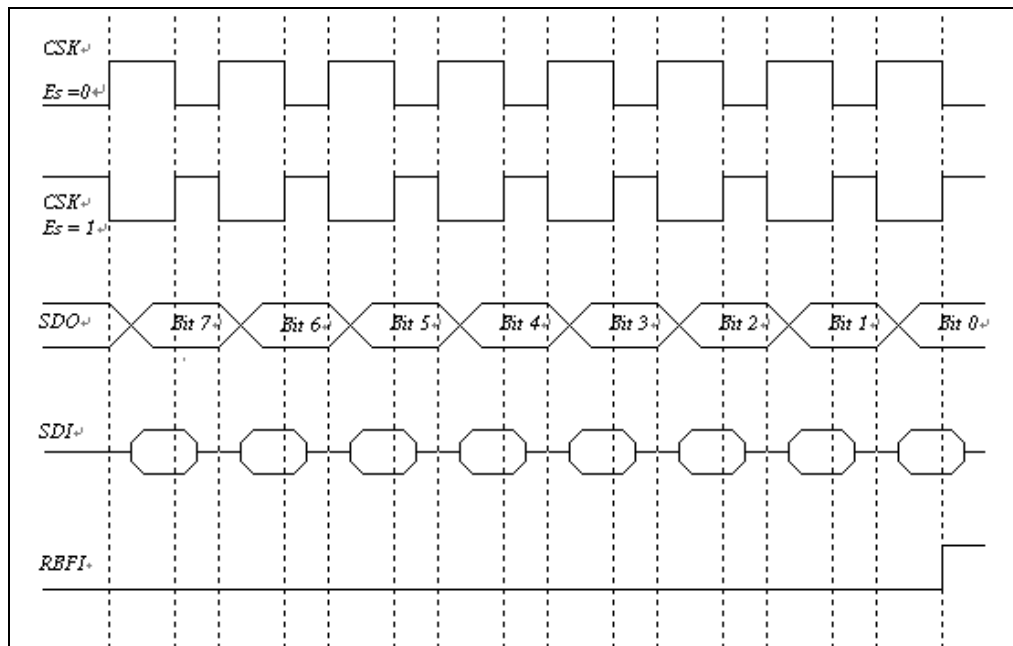 CSK↵
Es =0↵
CSK
Es = 1↵
SDO↵
Bit 7↵
Bit 6↵
Bit 5↵
Bit 4↵
Bit 3↵
Bit 2↵
Bit 1↵
Bit 0↵
SDI↵
RBFI↵